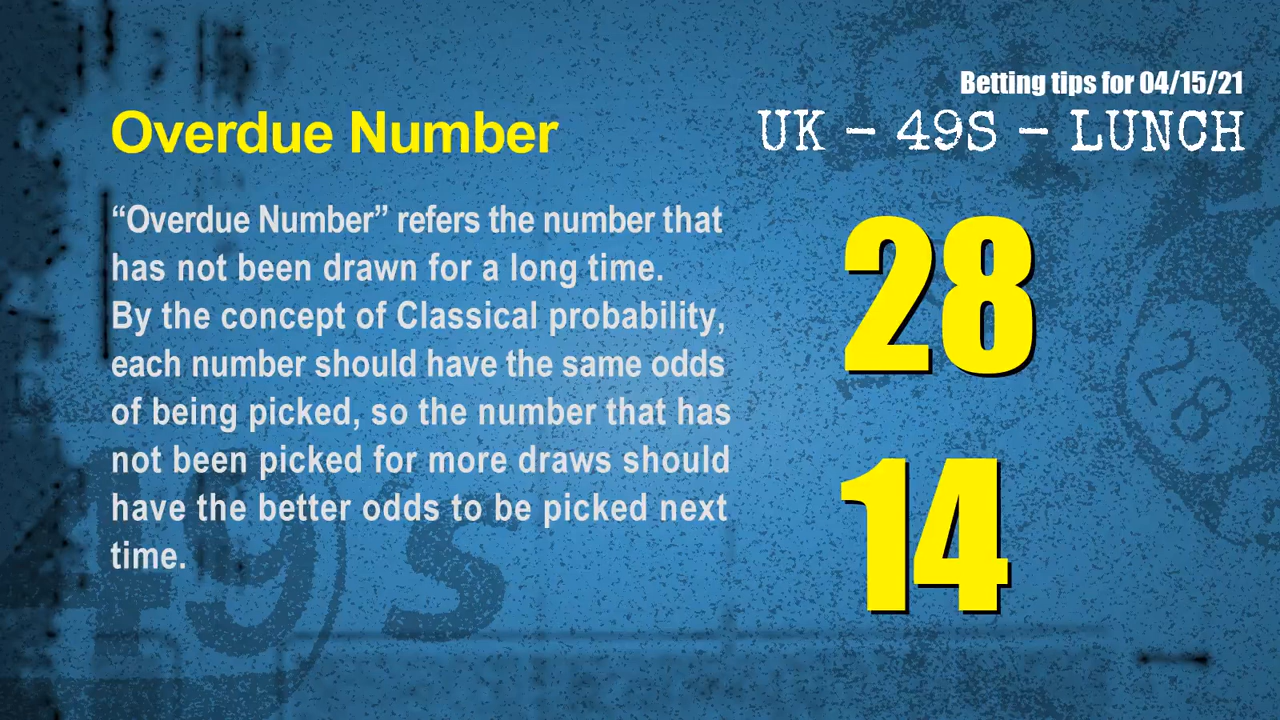 Betting tips for 04/15/21
UK - 49S - LUNCH
Overdue Number
“Overdue Number” refers the number that
has not been drawn for a long time.
By the concept of Classical probability,
each number should have the same odds
of being picked, so the number that has
not been picked for more draws should
have the better odds to be picked next
time.
28
14
28
49's